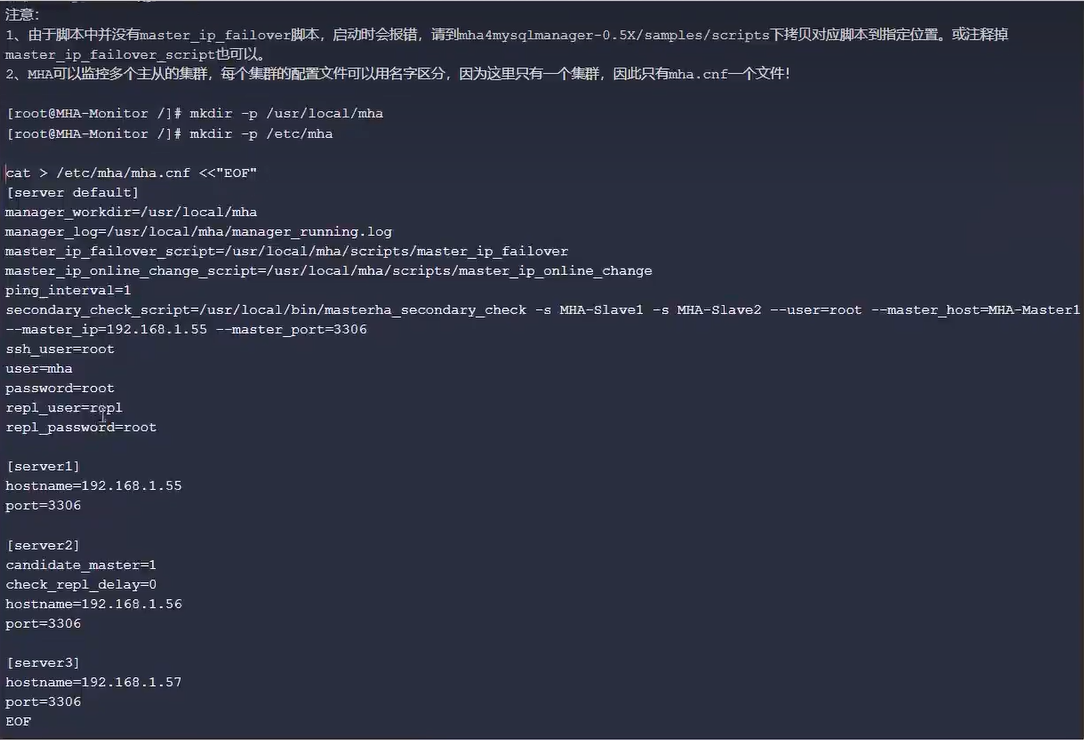 注意:
1、由于脚本中并没有master_ip_failover脚本，启动时会报错，请到mha4mysqlmanager-0.5X/samples/scripts下拷贝对应脚本到指定位置。或注释掉
master_ip_failover_script也可以。
2、MHA可以监控多个主从的集群，每个集群的配置文件可以用名字区分，因为这里只有一个集群，因此只有mha.cnf一个文件！
[root@MHA-Monitor /]# mkdir -p /usr/local/mha
[root@MHA-Monitor /]# mkdir -p /etc/mha
cat > /etc/mha/mha.cnf <<"EOF"
[server default]
manager_workdir=/usr/local/mha
manager_log=/usr/local/mha/manager_running.log
master_ip_failover_script=/usr/local/mha/scripts/master_ip_failover
master_ip_online_change_script=/usr/local/mha/scripts/master_ip_online_change
ping_interval=1
secondary_check_script=/usr/local/bin/masterha_secondary_check -s MHA-Slave1 -s MHA-Slave2 --user=root --master_host=MHA-Master1
--master_ip=192.168.1.55 --master_port=3306
ssh_user=root
user=mha
password=root
repl_user=repl
repl_password=root
[server1]
hostname=192.168.1.55
port=3306
[server2]
candidate_master=1
check_repl_delay=0
hostname=192.168.1.56
port=3306
[server3]
hostname=192.168.1.57
port=3306
EOF